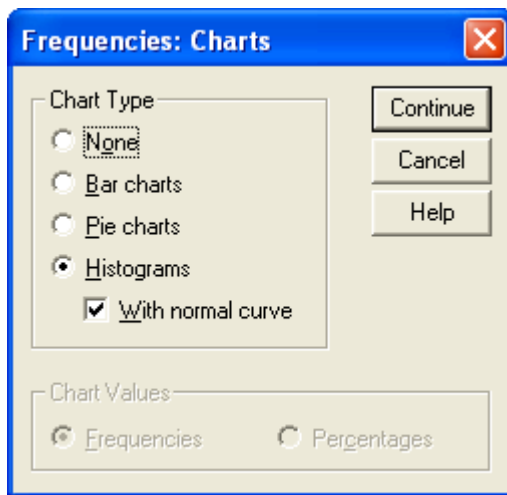 Frequencies: Charts
Chart Type
None
Bar charts
Pie charts
Histograms
With normal curve
Continue
Cancel
Help
Chart Values
Frequencies Percentages